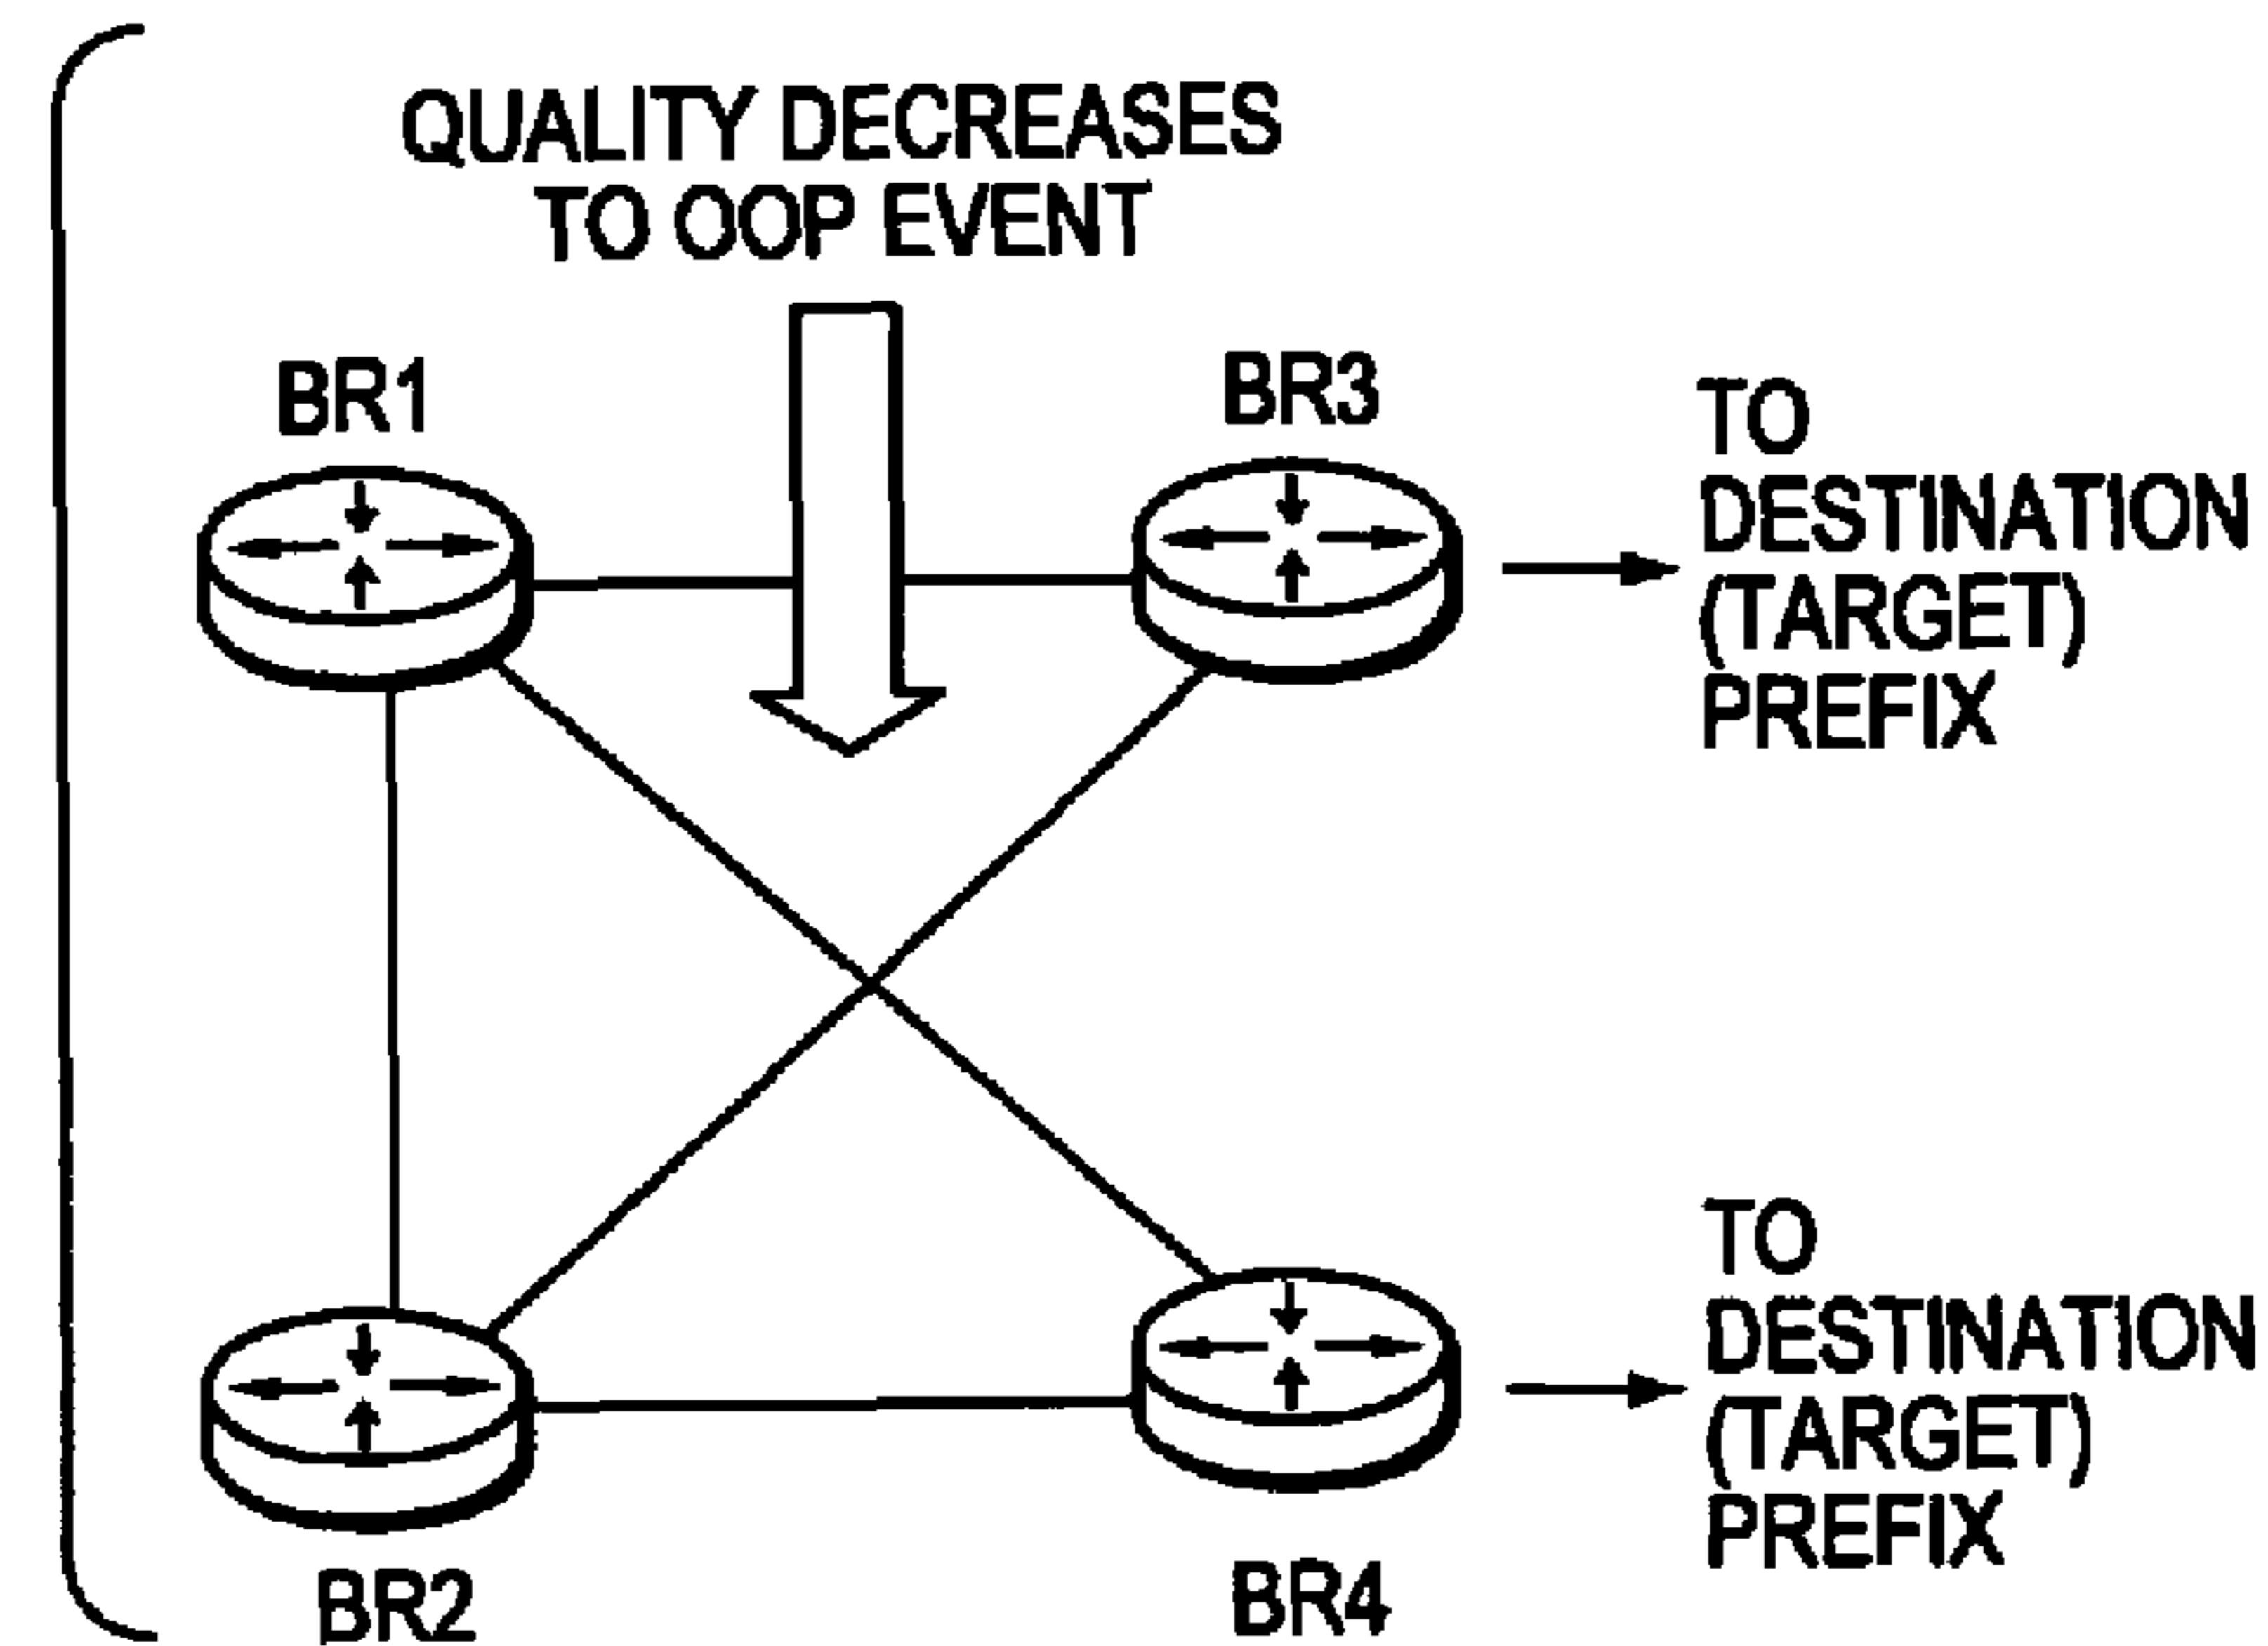 QUALITY DECREASES
TO OOP EVENT
BR1
BR3
TO
DESTINATION
(TARGET)
PREFIX
TO
DESTINATION
(TARGET)
PREFIX
BR2
BR4